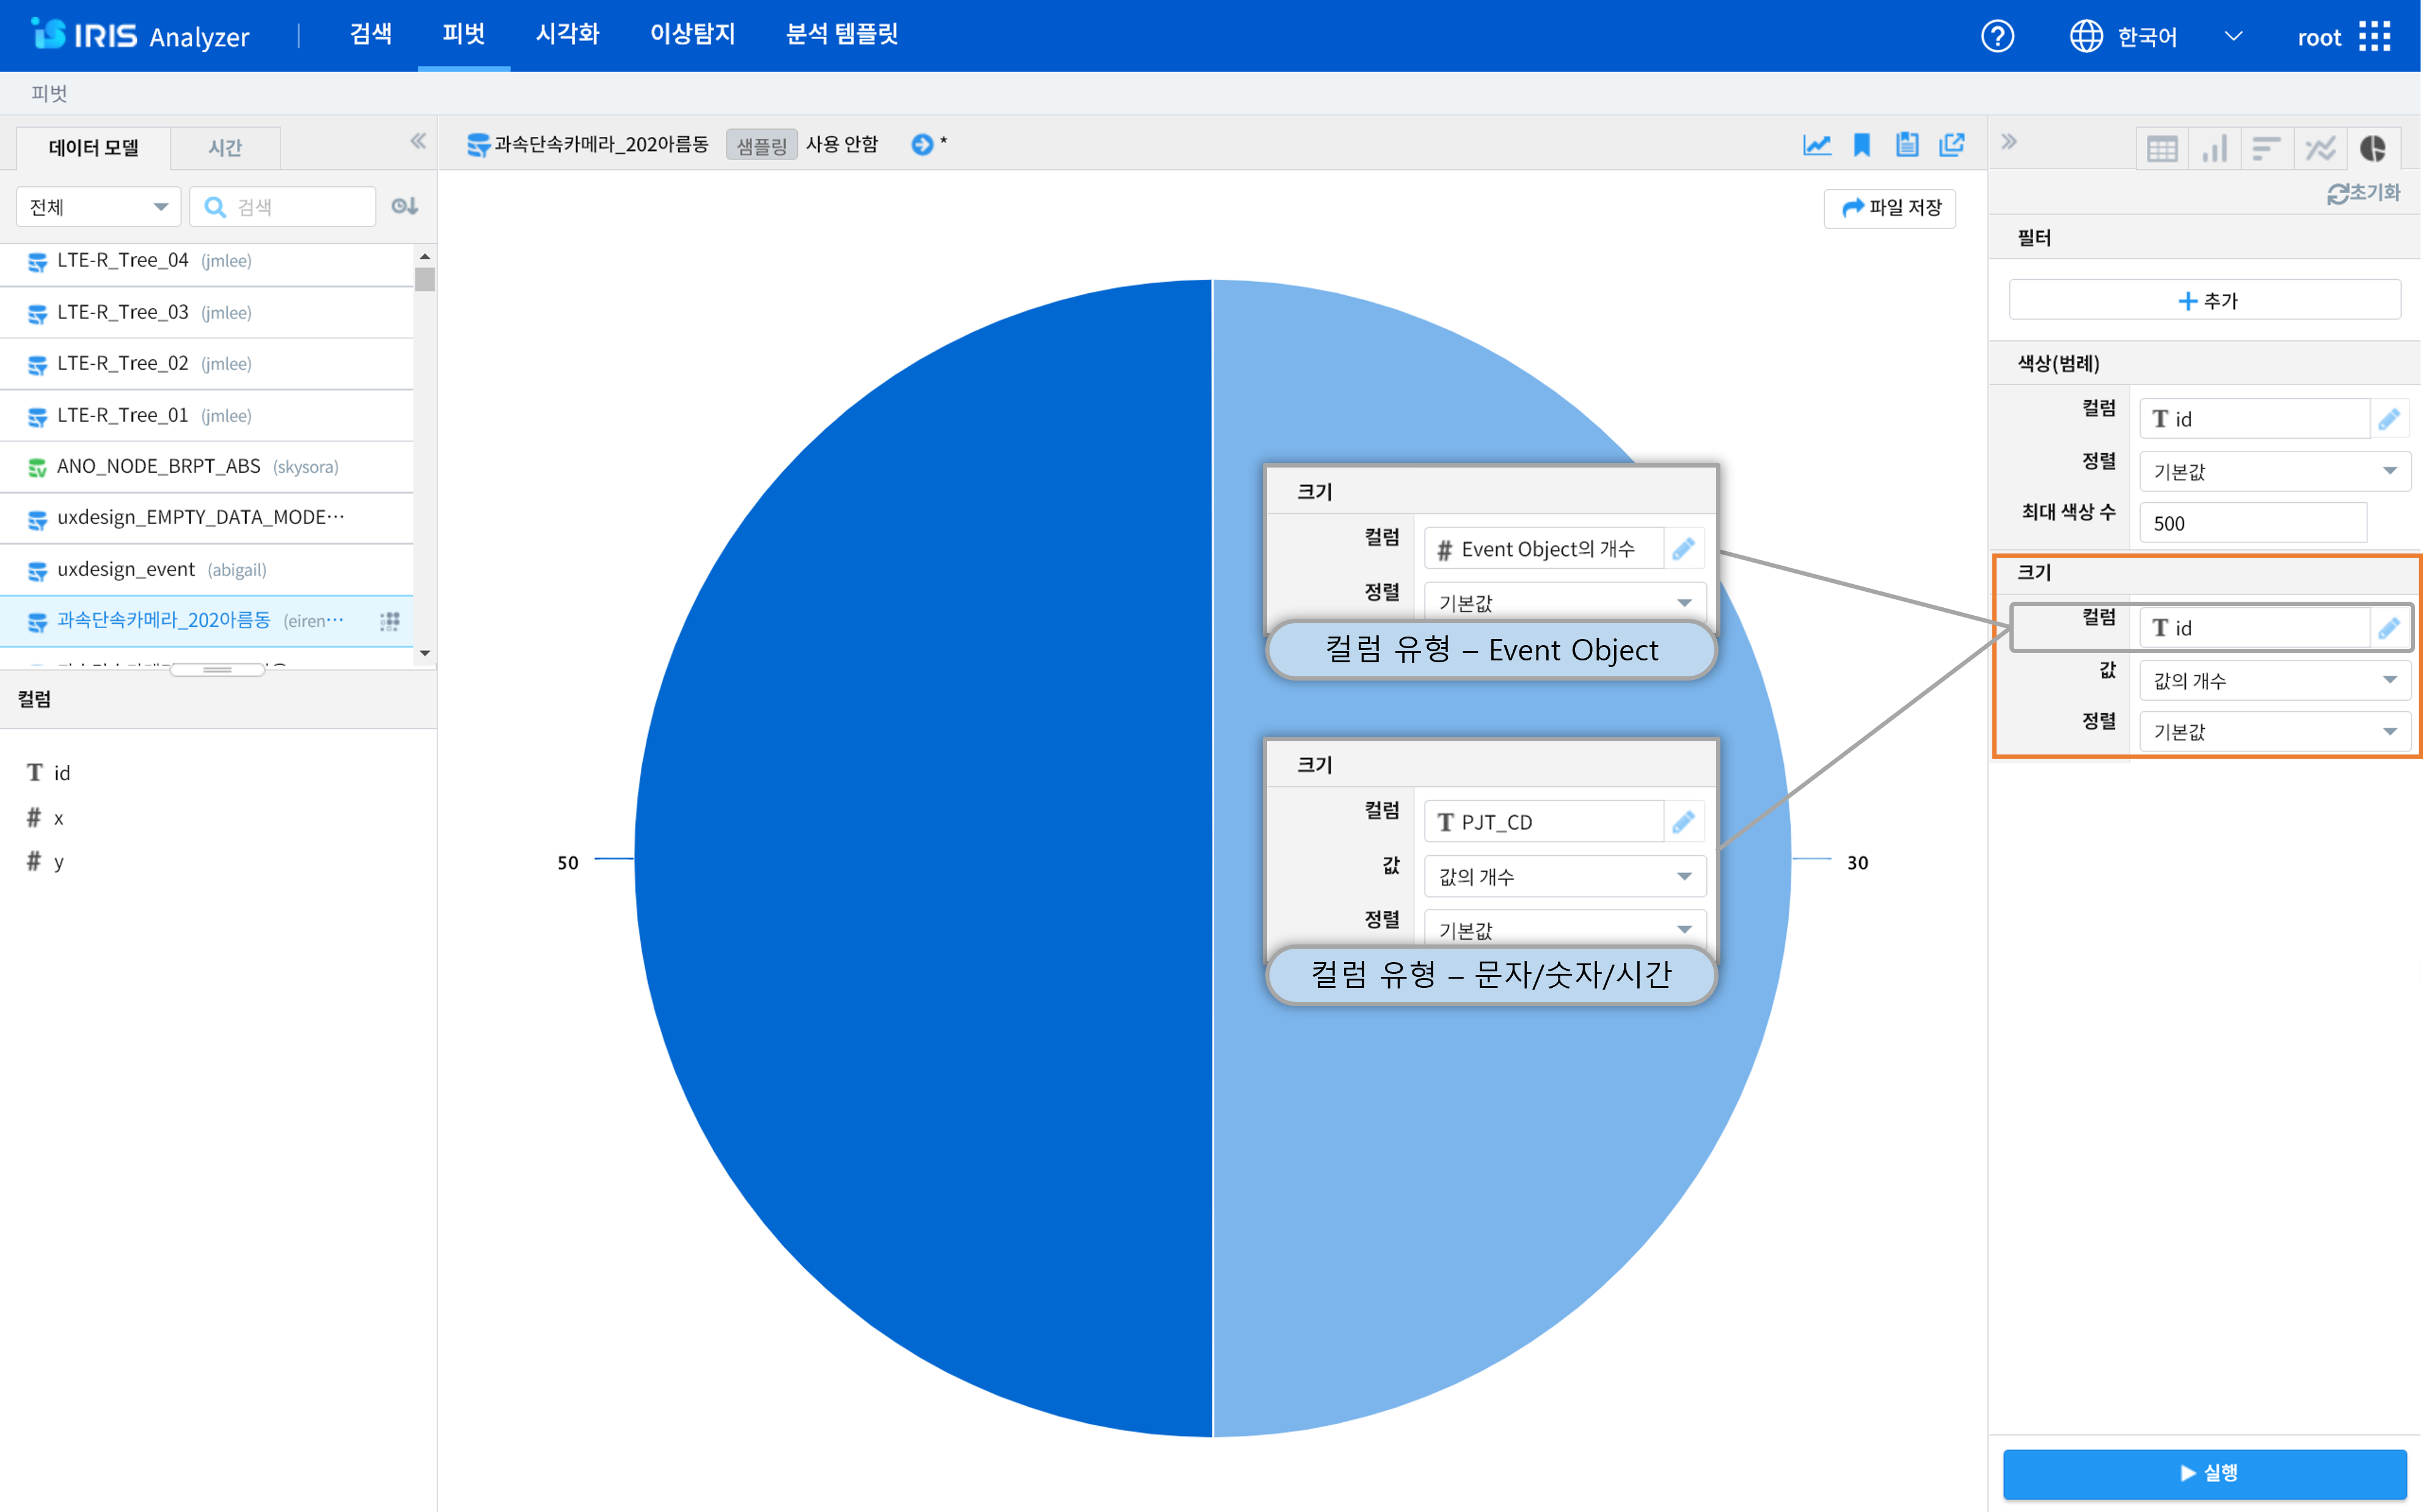 IRIS Analyzer
검색
피벗
시각화
이상탐지
분석 템플릿
한국어
root
피벗
데이터 모델
시간
전체
검색
LTE-R_Tree_04 (jmlee)
LTE-R_Tree_03 (jmlee)
LTE-R_Tree_02 (jmlee)
LTE-R_Tree_01 (jmlee)
ANO_NODE_BRPT_ABS (skysora)
uxdesign_EMPTY_DATA_MODE…
uxdesign_event (abigail)
과속단속카메라_202아름동 (eiren…
컬럼
T id
# x
# y
과속단속카메라_202아름동 샘플링 사용 안함 *
파일 저장
50
30
크기
컬럼 # Event Object의 개수
정렬 기본값
컬럼 유형 – Event Object
크기
컬럼 T PJT_CD
값 값의 개수
정렬 기본값
컬럼 유형 – 문자/숫자/시간
초기화
필터
+ 추가
색상(범례)
컬럼 T id
정렬 기본값
최대 색상 수 500
크기
컬럼 T id
값 값의 개수
정렬 기본값
실행